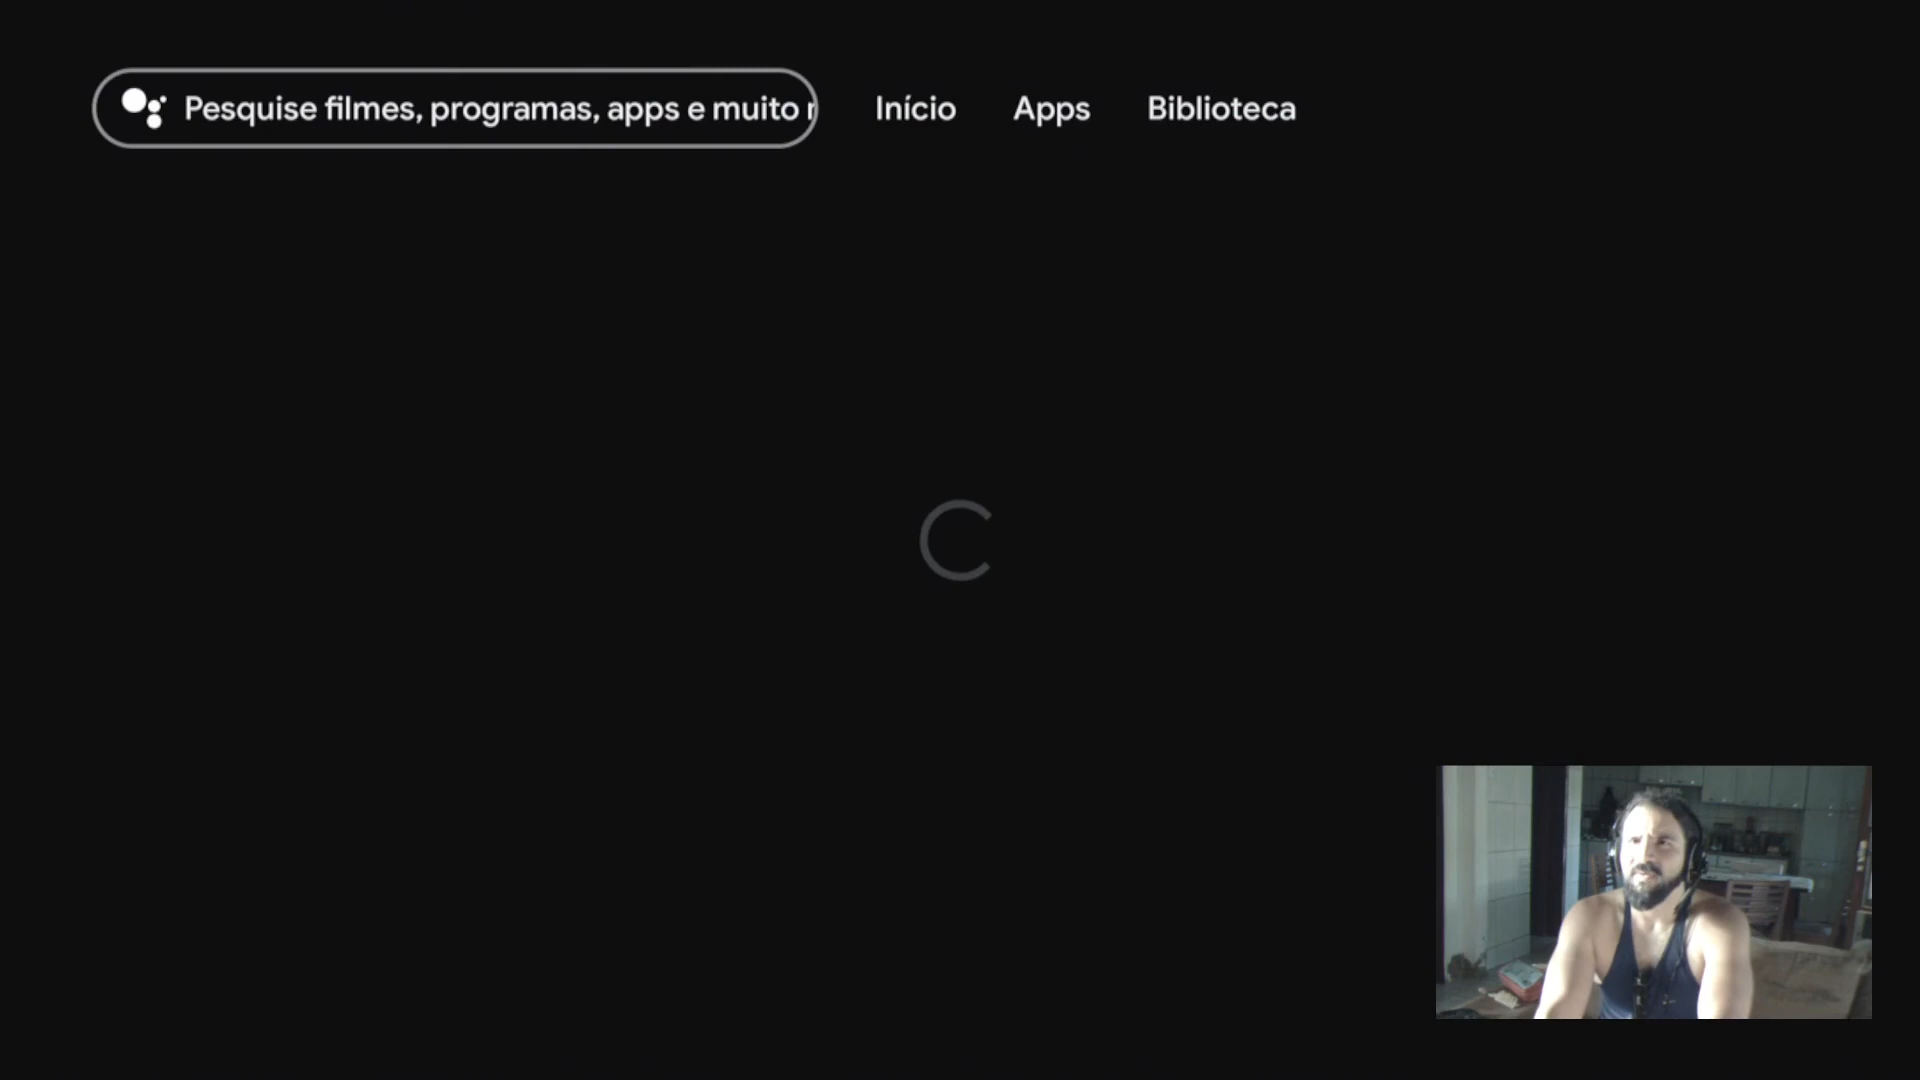 Pesquise filmes, programas, apps e muito
Início
Apps
Biblioteca